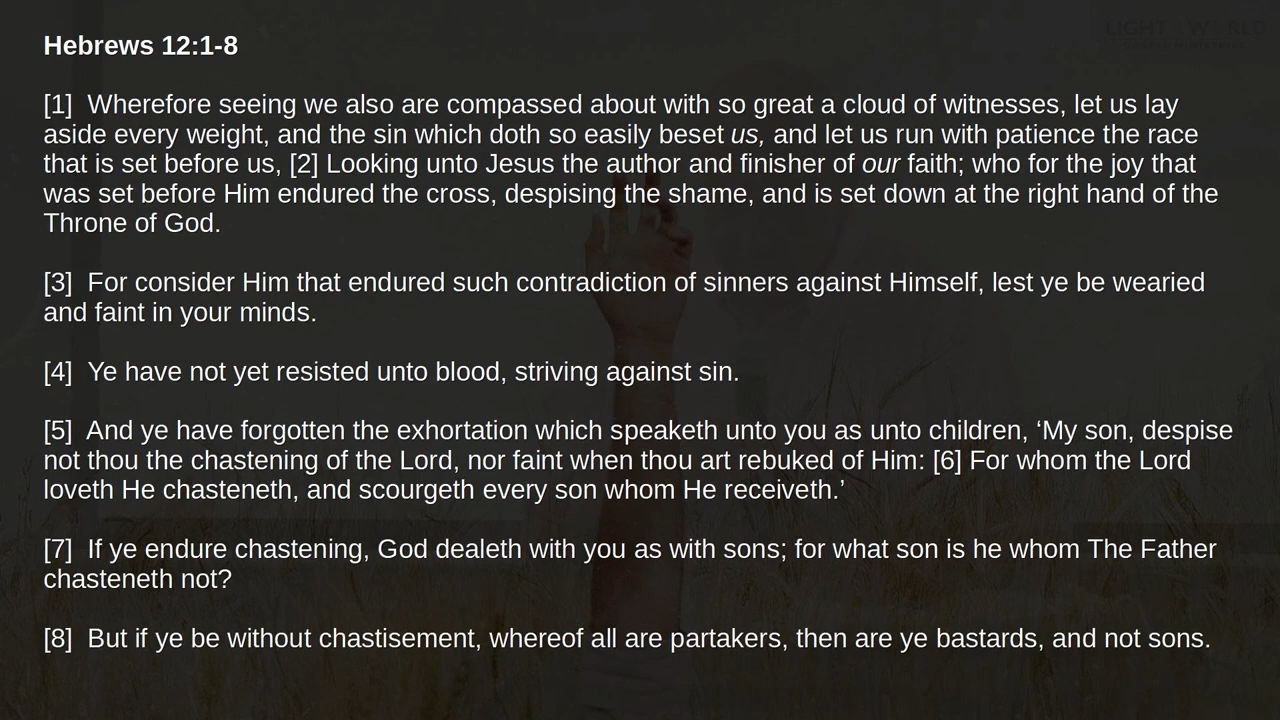 LIGHT WORLD
Hebrews 12:1-8
[1] Wherefore seeing we also are compassed about with so great a cloud of witnesses, let us lay
aside every weight, and the sin which doth so easily beset us, and let us run with patience the race
that is set before us, [2] Looking unto Jesus the author and finisher of our faith; who for the joy that
was set before Him endured the cross, despising the shame, and is set down at the right hand of the
Throne of God.
[3] For consider Him that endured such contradiction of sinners against Himself, lest ye be wearied
and faint in your minds.
[4] Ye have not yet resisted unto blood, striving against sin.
[5] And ye have forgotten the exhortation which speaketh unto you as unto children, ‘My son, despise
not thou the chastening of the Lord, nor faint when thou art rebuked of Him: [6] For whom the Lord
loveth He chasteneth, and scourgeth every son whom He receiveth.’
[7] If ye endure chastening, God dealeth with you as with sons; for what son is he whom The Father
chasteneth not?
[8] But if ye be without chastisement, whereof all are partakers, then are ye bastards, and not sons.